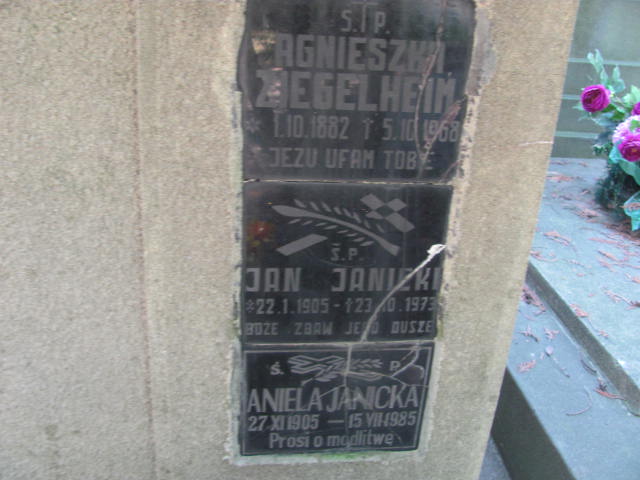 Ś. P.
AGNIESZKA
ZIEGELHEIM
* 1.10.1882 † 5.10.1968
JEZU UFAM TOBIE
Ś.P.
JAN JANICKI
*22.1.1905 - †23.10.1973
BOŻE ZBAW JEGO DUSZE
Ś. P.
ANIELA JANICKA
27.XI.1905 — 15.VII.1985
Prosi o modlitwę